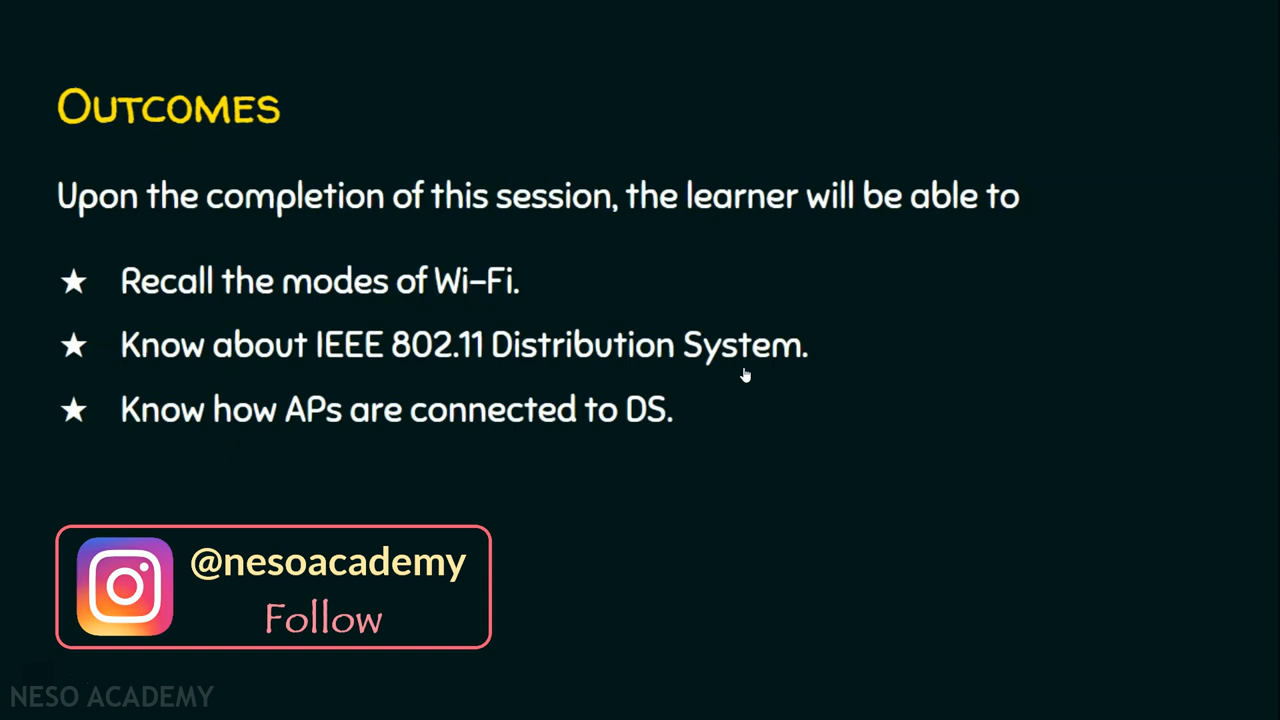 OUTCOMES
Upon the completion of this session, the learner will be able to
★ Recall the modes of Wi-Fi.
★ Know about IEEE 802.11 Distribution System.
★ Know how APs are connected to DS.
@nesoacademy
Follow
NESO ACADEMY